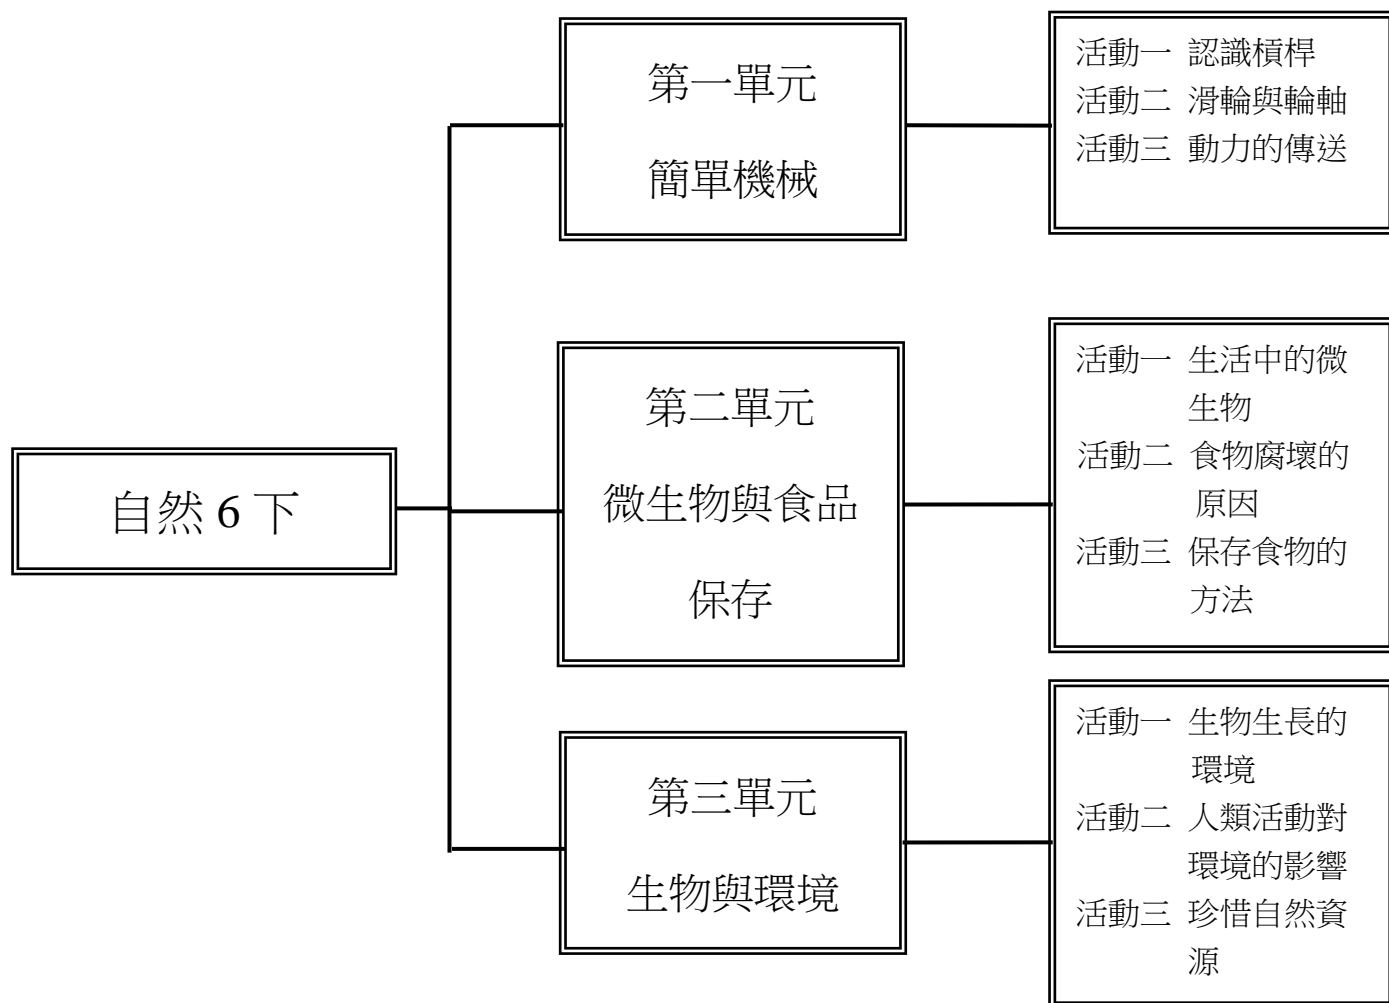 自然 6 下
第一單元
簡單機械
活動一 認識槓桿
活動二 滑輪與輪軸
活動三 動力的傳送
第二單元
微生物與食品
保存
活動一 生活中的微
生物
活動二 食物腐壞的
原因
活動三 保存食物的
方法
第三單元
生物與環境
活動一 生物生長的
環境
活動二 人類活動對
環境的影響
活動三 珍惜自然資
源